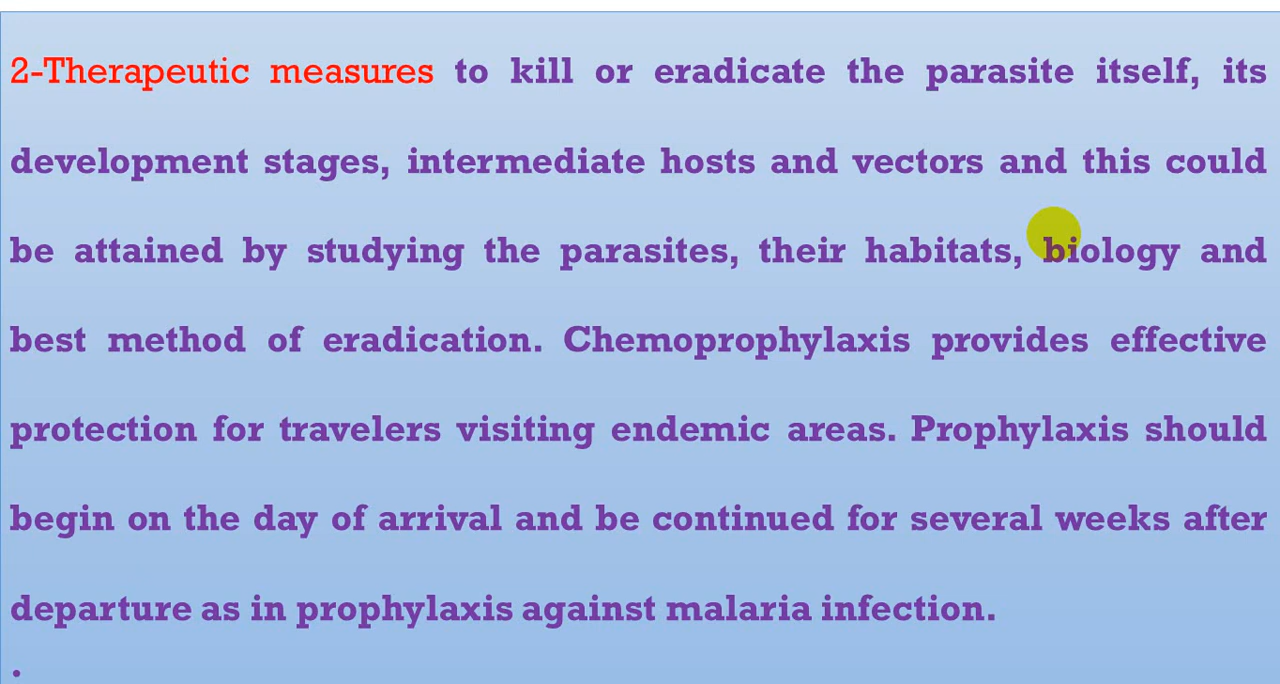 2-Therapeutic measures to kill or eradicate the parasite itself, its
development stages, intermediate hosts and vectors and this could
be attained by studying the parasites, their habitats, biology and
best method of eradication. Chemoprophylaxis provides effective
protection for travelers visiting endemic areas. Prophylaxis should
begin on the day of arrival and be continued for several weeks after
departure as in prophylaxis against malaria infection.
.